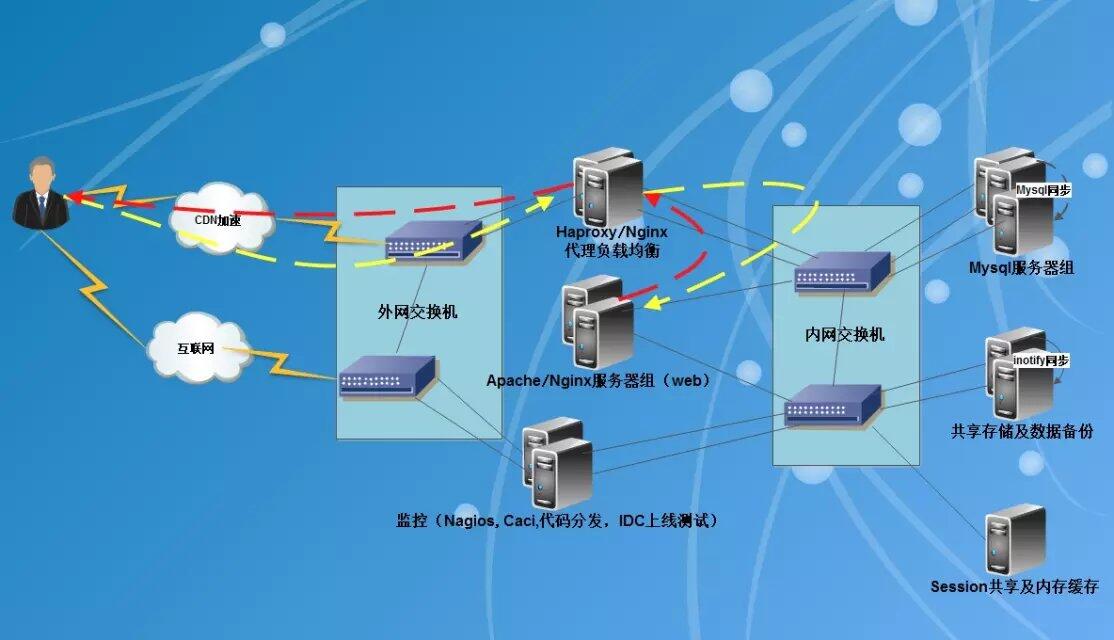 CDN加速
互联网
外网交换机
Haproxy/Nginx
代理负载均衡
Apache/Nginx服务器组（web）
监控（Nagios, Caci,代码分发，IDC上线测试）
内网交换机
Mysql同步
Mysql服务器组
inotify同步
共享存储及数据备份
Session共享及内存缓存